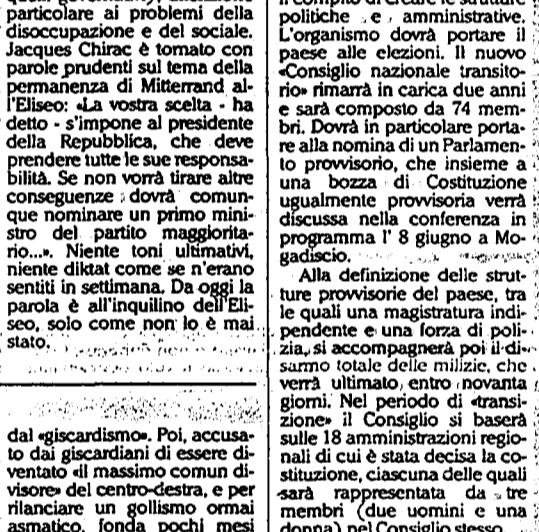 particolare ai problemi della
disoccupazione e del sociale.
Jacques Chirac è tornato con
parole prudenti sul tema della
permanenza di Mitterrand al-
l'Eliseo: «La vostra scelta - ha
detto - s'impone al presidente
della Repubblica, che deve
prendere tutte le sue responsa-
bilità. Se non vorrà tirare altre
conseguenze dovrà comun-
que nominare un primo mini-
stro del partito maggiorita-
rio...». Niente toni ultimativi,
niente diktat come se n'erano
sentiti in settimana. Da oggi la
parola è all'inquilino dell'Eli-
seo, solo come non lo è mai
stato.
dal «giscardismo». Poi, accusa-
to dai giscardiani di essere di-
ventato «il massimo comun di-
visore» del centro-destra, e per
rilanciare un gollismo ormai
asmatico, fonda pochi mesi
politiche e amministrative.
L'organismo dovrà portare il
paese alle elezioni. Il nuovo
«Consiglio nazionale transito-
rio» rimarrà in carica due anni
e sarà composto da 74 mem-
bri. Dovrà in particolare porta-
re alla nomina di un Parlamen-
to provvisorio, che insieme a
una bozza di Costituzione
ugualmente provvisoria verrà
discussa nella conferenza in
programma l' 8 giugno a Mo-
gadiscio.
Alla definizione delle strut-
ture provvisorie del paese, tra
le quali una magistratura indi-
pendente e una forza di poli-
zia, si accompagnerà poi il di-
sarmo totale delle milizie, che
verrà ultimato entro novanta
giorni. Nel periodo di «transi-
zione» il Consiglio si baserà
sulle 18 amministrazioni regio-
nali di cui è stata decisa la co-
stituzione, ciascuna delle quali
sarà rappresentata da tre
membri (due uomini e una
donna) nel Consiglio stesso